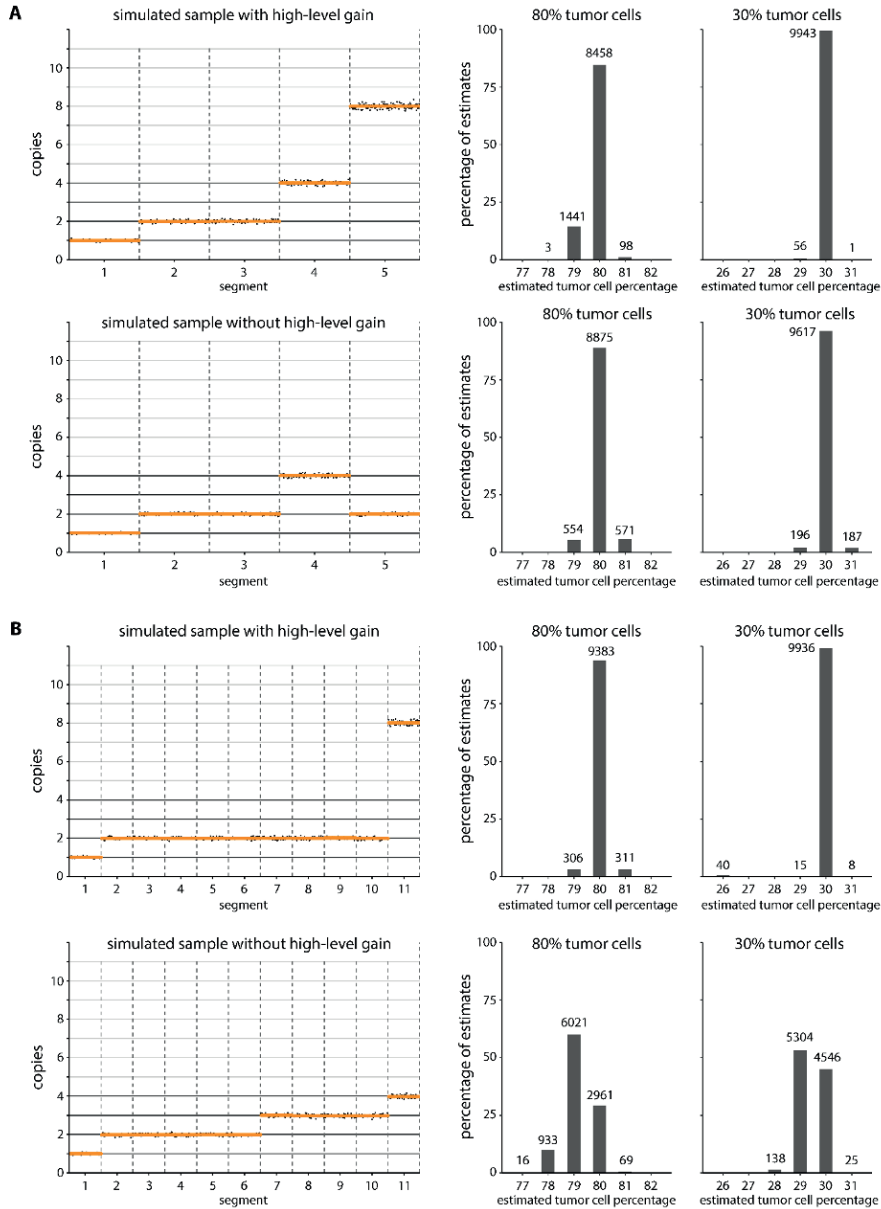 A
simulated sample with high-level gain
copies
10
8
6
4
2
0
1 2 3 4 5
segment
80% tumor cells
percentage of estimates
100
75
50
25
0
3
1441
8458
98
77 78 79 80 81 82
estimated tumor cell percentage
30% tumor cells
9943
56
1
26 27 28 29 30 31
estimated tumor cell percentage
simulated sample without high-level gain
copies
10
8
6
4
2
0
1 2 3 4 5
segment
80% tumor cells
percentage of estimates
100
75
50
25
0
554
8875
571
77 78 79 80 81 82
estimated tumor cell percentage
30% tumor cells
9617
196
187
26 27 28 29 30 31
estimated tumor cell percentage
B
simulated sample with high-level gain
copies
10
8
6
4
2
0
1 2 3 4 5 6 7 8 9 10 11
segment
80% tumor cells
percentage of estimates
100
75
50
25
0
306
9383
311
77 78 79 80 81 82
estimated tumor cell percentage
30% tumor cells
9936
40
15
8
26 27 28 29 30 31
estimated tumor cell percentage
simulated sample without high-level gain
copies
10
8
6
4
2
0
1 2 3 4 5 6 7 8 9 10 11
segment
80% tumor cells
percentage of estimates
100
75
50
25
0
16
933
6021
2961
69
77 78 79 80 81 82
estimated tumor cell percentage
30% tumor cells
138
5304
4546
25
26 27 28 29 30 31
estimated tumor cell percentage